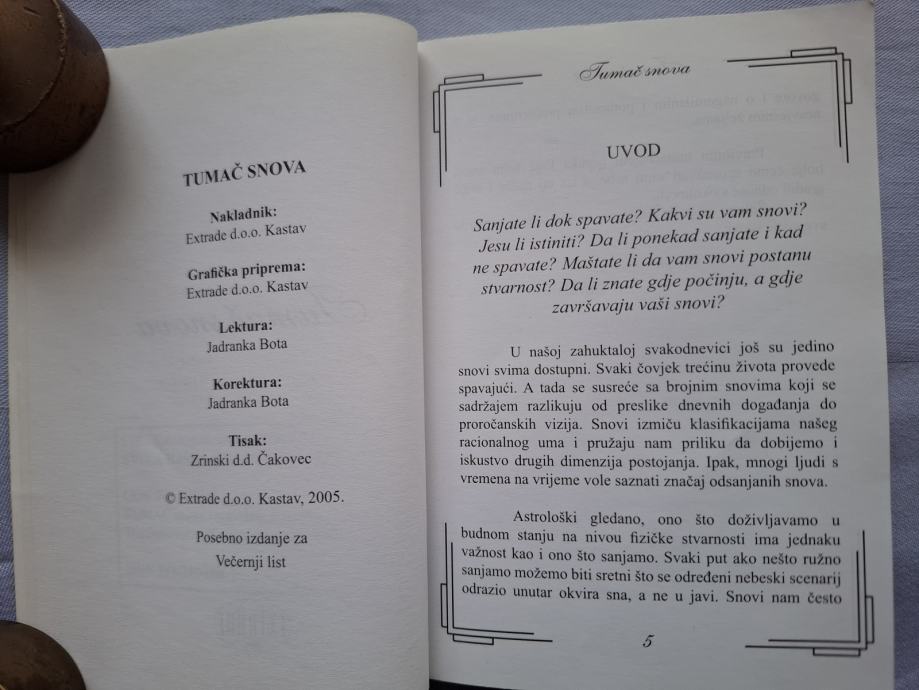 TUMAČ SNOVA
Nakladnik:
Extrade d.o.o. Kastav
Grafička priprema:
Extrade d.o.o. Kastav
Lektura:
Jadranka Bota
Korektura:
Jadranka Bota
Tisak:
Zrinski d.d. Čakovec
© Extrade d.o.o. Kastav, 2005.
Posebno izdanje za
Večernji list
Tumač snova
UVOD
Sanjate li dok spavate? Kakvi su vam snovi?
Jesu li istiniti? Da li ponekad sanjate i kad
ne spavate? Maštate li da vam snovi postanu
stvarnost? Da li znate gdje počinju, a gdje
završavaju vaši snovi?
U našoj zahuktaloj svakodnevici još su jedino
snovi svima dostupni. Svaki čovjek trećinu života provede
spavajući. A tada se susreće sa brojnim snovima koji se
sadržajem razlikuju od preslike dnevnih događanja do
proročanskih vizija. Snovi izmiču klasifikacijama našeg
racionalnog uma i pružaju nam priliku da dobijemo i
iskustvo drugih dimenzija postojanja. Ipak, mnogi ljudi s
vremena na vrijeme vole saznati značaj odsanjanih snova.
Astrološki gledano, ono što doživljavamo u
budnom stanju na nivou fizičke stvarnosti ima jednaku
važnost kao i ono što sanjamo. Svaki put ako nešto ružno
sanjamo možemo biti sretni što se određeni nebeski scenarij
odrazio unutar okvira sna, a ne u javi. Snovi nam često
5